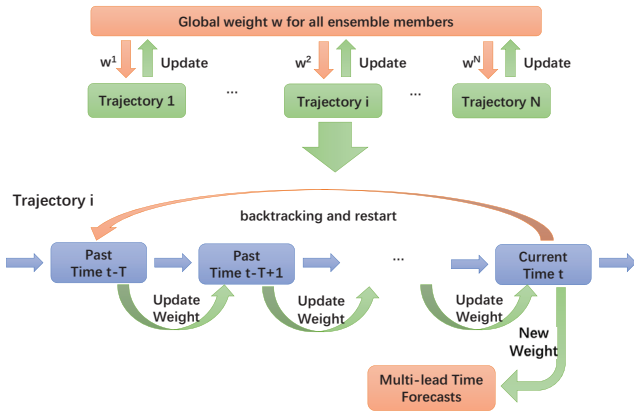 Global weight w for all ensemble members
w1 Update w2 Update wN Update
Trajectory 1 ... Trajectory i ... Trajectory N
Trajectory i
backtracking and restart
Past
Time t-T
Past
Time t-T+1
...
Current
Time t
Update
Weight
Update
Weight
Update
Weight
New
Weight
Multi-lead Time
Forecasts